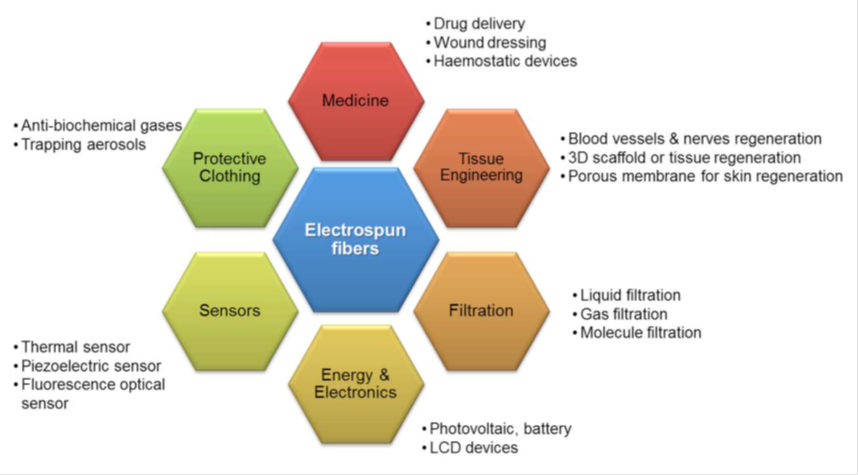 • Drug delivery
• Wound dressing
• Haemostatic devices
Medicine
• Anti-biochemical gases
• Trapping aerosols
Protective
Clothing
Tissue
Engineering
• Blood vessels & nerves regeneration
• 3D scaffold or tissue regeneration
• Porous membrane for skin regeneration
Electrospun
fibers
Sensors
Filtration
• Liquid filtration
• Gas filtration
• Molecule filtration
• Thermal sensor
• Piezoelectric sensor
• Fluorescence optical
sensor
Energy &
Electronics
• Photovoltaic, battery
• LCD devices